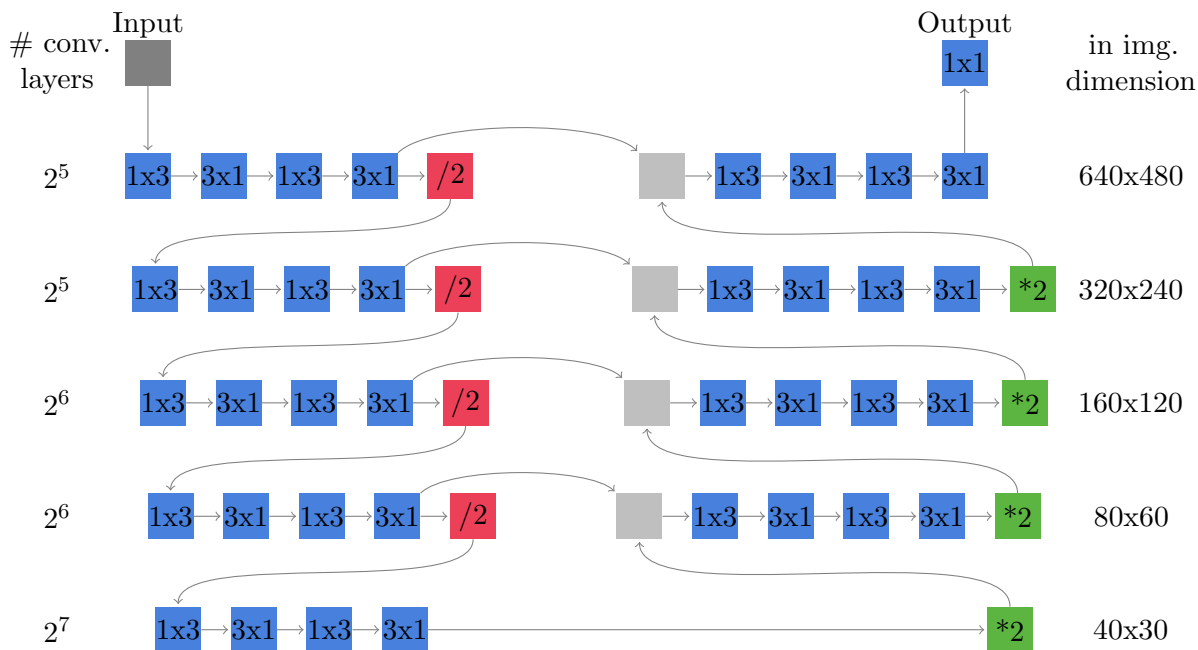 Input Output
# conv. layers in img. dimension
1x1
2^5 1x3 3x1 1x3 3x1 /2 1x3 3x1 1x3 3x1 640x480
2^5 1x3 3x1 1x3 3x1 /2 1x3 3x1 1x3 3x1 *2 320x240
2^6 1x3 3x1 1x3 3x1 /2 1x3 3x1 1x3 3x1 *2 160x120
2^6 1x3 3x1 1x3 3x1 /2 1x3 3x1 1x3 3x1 *2 80x60
2^7 1x3 3x1 1x3 3x1 *2 40x30